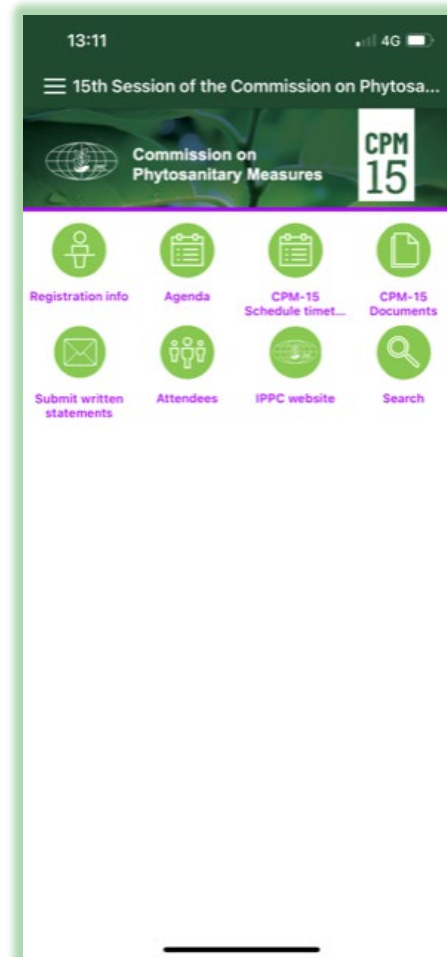 13:11
4G
15th Session of the Commission on Phytosa...
Commission on
Phytosanitary Measures
CPM
15
Registration info
Agenda
CPM-15
Schedule timet...
CPM-15
Documents
Submit written
statements
Attendees
IPPC website
Search